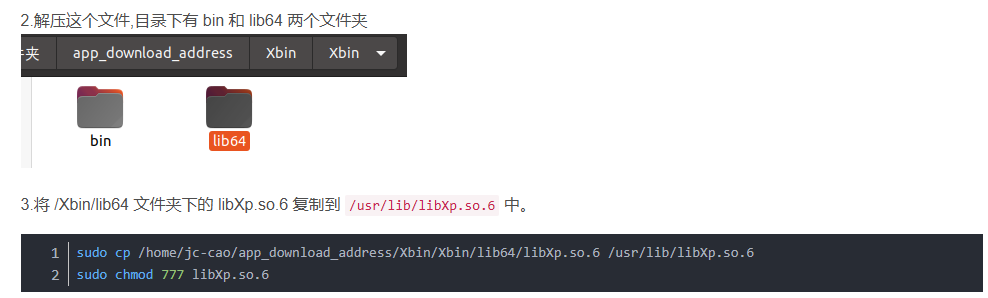 2.解压这个文件,目录下有 bin 和 lib64 两个文件夹
夹 app_download_address Xbin Xbin
bin lib64
3.将 /Xbin/lib64 文件夹下的 libXp.so.6 复制到 /usr/lib/libXp.so.6 中。
1 sudo cp /home/jc-cao/app_download_address/Xbin/Xbin/lib64/libXp.so.6 /usr/lib/libXp.so.6
2 sudo chmod 777 libXp.so.6